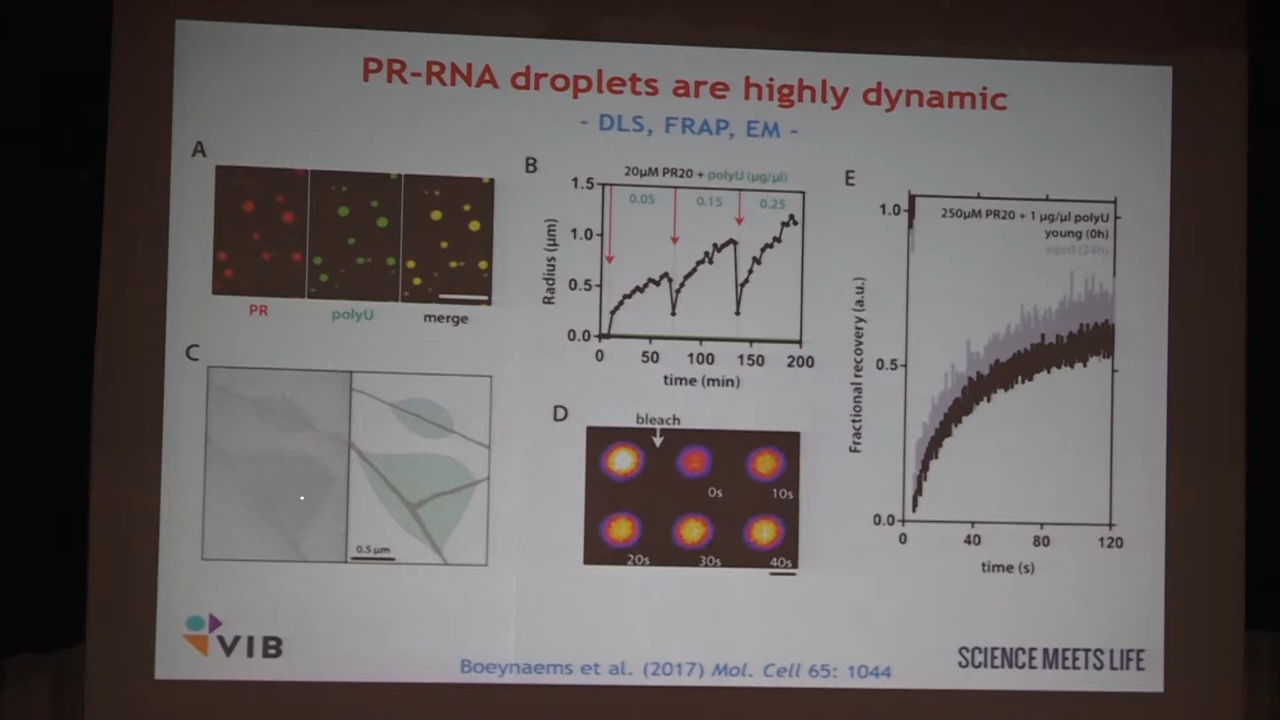 PR-RNA droplets are highly dynamic
- DLS, FRAP, EM -
A
PR
polyU
merge
B
20µM PR20 + polyU (µg/µl)
0.05
0.15
0.25
Radius (µm)
1.5
1.0
0.5
0.0
0
50
100
150
200
time (min)
C
0.5 µm
D
bleach
0s
10s
20s
30s
40s
E
250µM PR20 + 1 µg/µl polyU
young (0h)
aged (24h)
Fractional recovery (a.u.)
1.0
0.5
0.0
0
40
80
120
time (s)
VIB
Boeynaems et al. (2017) Mol. Cell 65: 1044
SCIENCE MEETS LIFE